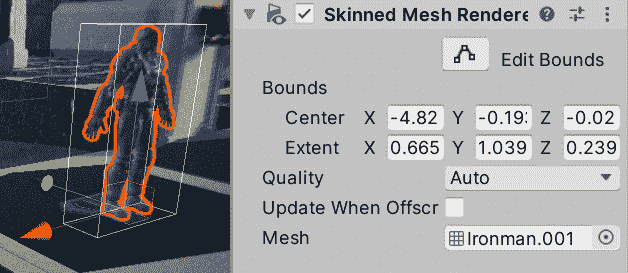 Skinned Mesh Rendere
Edit Bounds
Bounds
Center X -4.82 Y -0.19: Z -0.02
Extent X 0.665 Y 1.039 Z 0.239
Quality Auto
Update When Offscr
Mesh Ironman.001